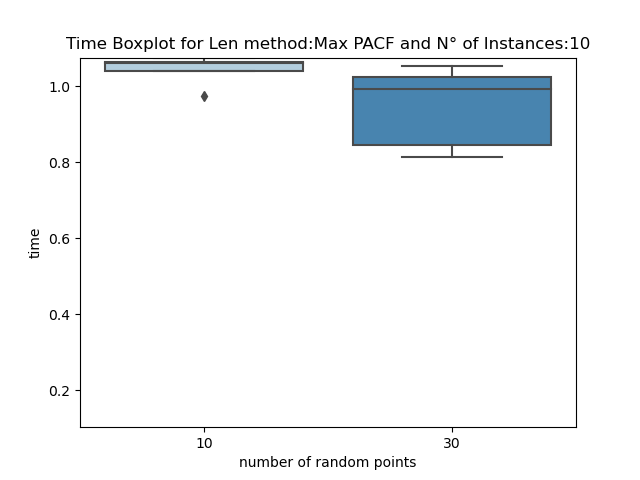 Time Boxplot for Len method:Max PACF and N° of Instances:10
1.0
0.8
0.6
0.4
0.2
time
10
30
number of random points